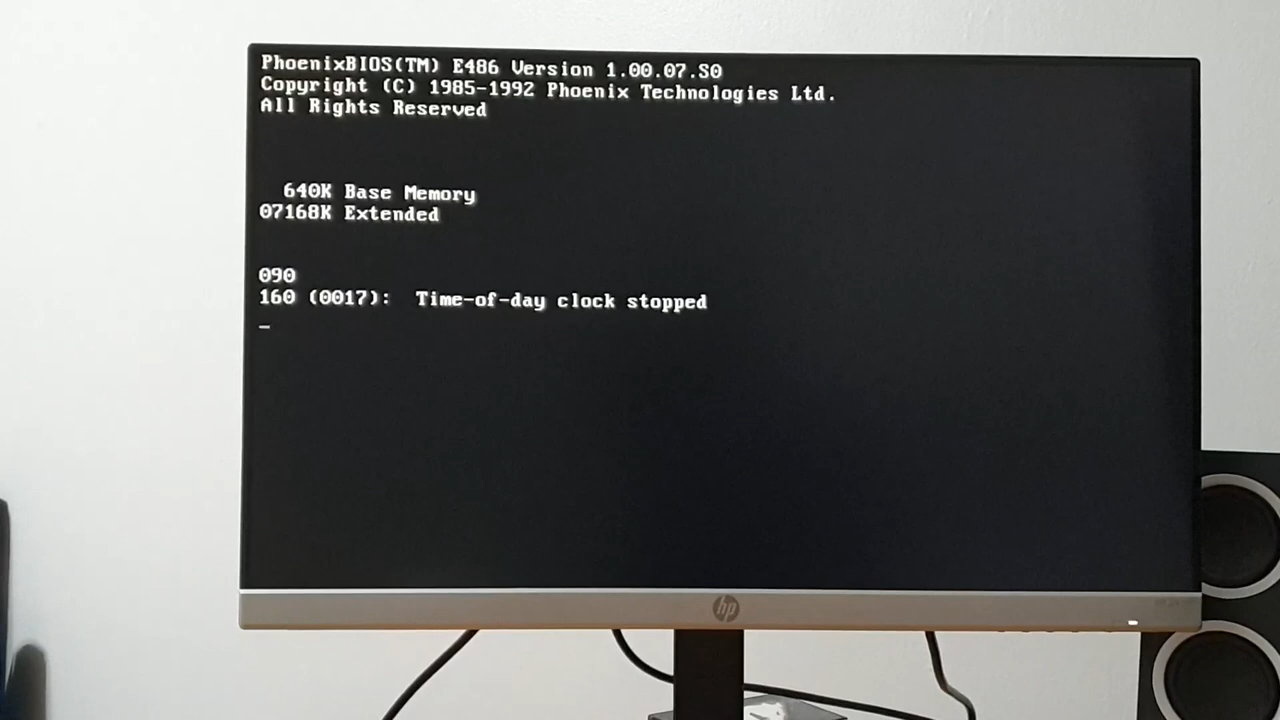 PhoenixBIOS(TM) E486 Version 1.00.07.S0
Copyright (C) 1985-1992 Phoenix Technologies Ltd.
All Rights Reserved
640K Base Memory
07168K Extended
090
160 (0017): Time-of-day clock stopped
_
hp